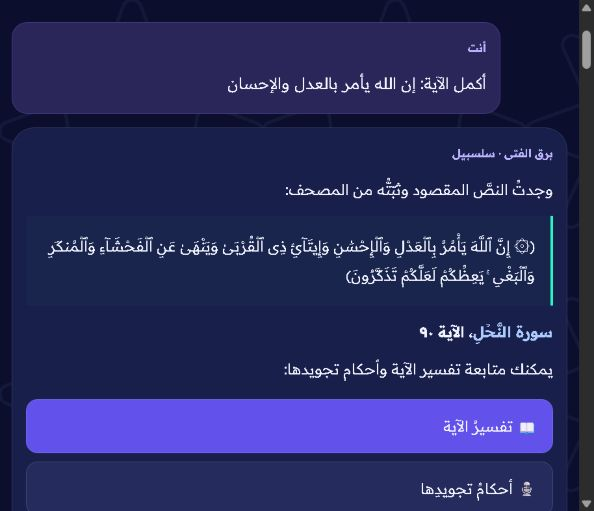 أنت
أكمل الآية: إن الله يأمر بالعدل والإحسان
برق الفتى · سلسبيل
وجدتُ النصَّ المقصود وثبَّتُّه من المصحف:
﴿۞ إِنَّ ٱللَّهَ يَأْمُرُ بِٱلْعَدْلِ وَٱلْإِحْسَٰنِ وَإِيتَآئِ ذِى ٱلْقُرْبَىٰ وَيَنْهَىٰ عَنِ ٱلْفَحْشَآءِ وَٱلْمُنكَرِ
وَٱلْبَغْىِ ۚ يَعِظُكُمْ لَعَلَّكُمْ تَذَكَّرُونَ﴾
سورة النَّحْلِ، الآية ٩٠
يمكنك متابعة تفسير الآية وأحكام تجويدها:
تفسيرُ الآية
أحكامُ تجويدِها